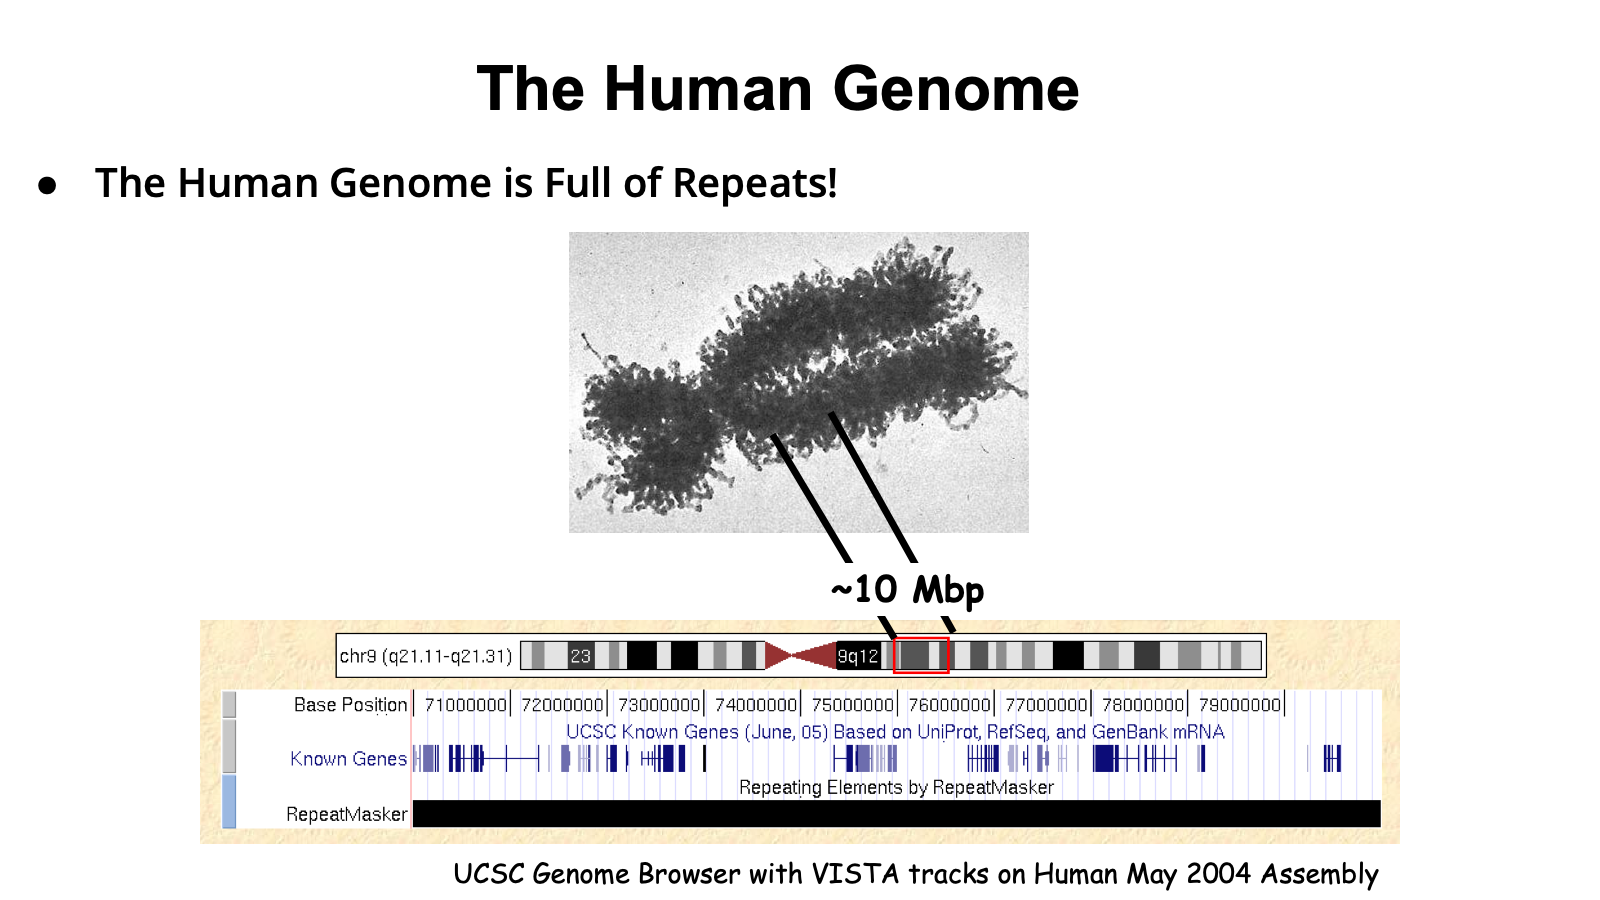 The Human Genome
● The Human Genome is Full of Repeats!
~10 Mbp
chr9 (q21.11-q21.31) 23 9q12
Base Position 71000000 72000000 73000000 74000000 75000000 76000000 77000000 78000000 79000000
UCSC Known Genes (June, 05) Based on UniProt, RefSeq, and GenBank mRNA
Known Genes
Repeating Elements by RepeatMasker
RepeatMasker
UCSC Genome Browser with VISTA tracks on Human May 2004 Assembly